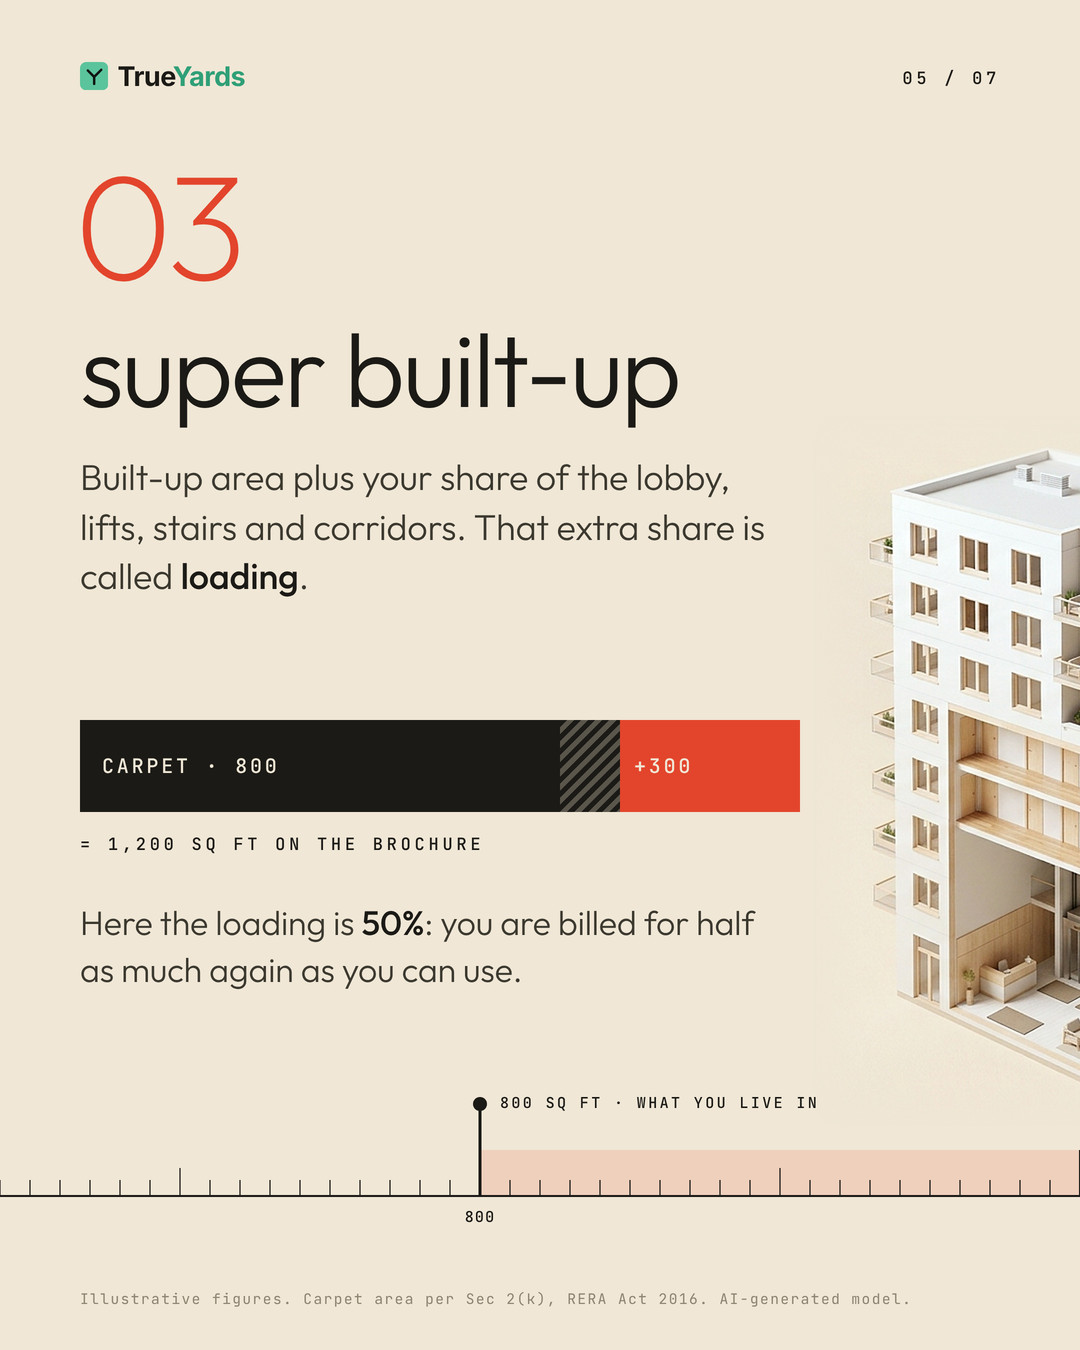 TrueYards
05 / 07
03
super built-up
Built-up area plus your share of the lobby,
lifts, stairs and corridors. That extra share is
called loading.
CARPET · 800
+300
= 1,200 SQ FT ON THE BROCHURE
Here the loading is 50%: you are billed for half
as much again as you can use.
800 SQ FT · WHAT YOU LIVE IN
800
Illustrative figures. Carpet area per Sec 2(k), RERA Act 2016. AI-generated model.